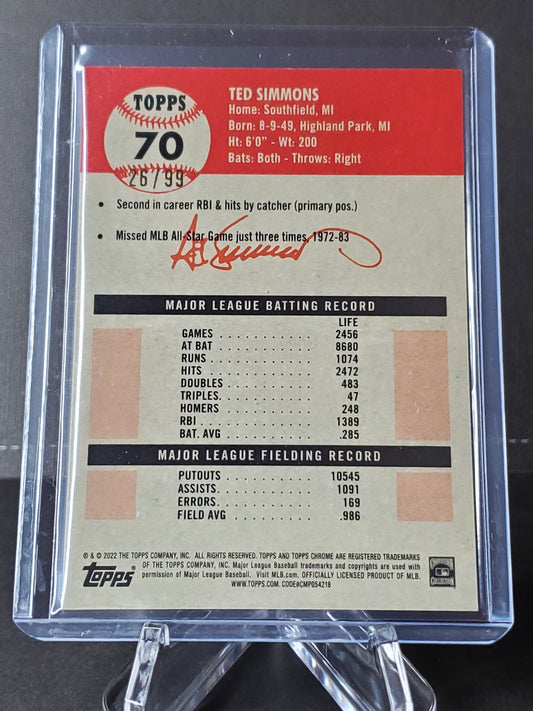 TOPPS
70
26/99
TED SIMMONS
Home: Southfield, MI
Born: 8-9-49, Highland Park, MI
Ht: 6'0" - Wt: 200
Bats: Both - Throws: Right
• Second in career RBI & hits by catcher (primary pos.)
• Missed MLB All-Star Game just three times, 1972-83
Ted Simmons
MAJOR LEAGUE BATTING RECORD
LIFE
GAMES . . . . . . . . . . . 2456
AT BAT . . . . . . . . . . . 8680
RUNS . . . . . . . . . . . 1074
HITS . . . . . . . . . . . 2472
DOUBLES . . . . . . . . . . . 483
TRIPLES. . . . . . . . . . . 47
HOMERS . . . . . . . . . . . 248
RBI . . . . . . . . . . . 1389
BAT. AVG . . . . . . . . . . . .285
MAJOR LEAGUE FIELDING RECORD
PUTOUTS . . . . . . . . . . . 10545
ASSISTS. . . . . . . . . . . 1091
ERRORS . . . . . . . . . . . 169
FIELD AVG . . . . . . . . . . . .986
® & © 2022 THE TOPPS COMPANY, INC. ALL RIGHTS RESERVED. TOPPS AND TOPPS CHROME ARE REGISTERED TRADEMARKS
OF THE TOPPS COMPANY, INC. Major League Baseball trademarks and copyrights are used with
permission of Major League Baseball. Visit MLB.com. OFFICIALLY LICENSED PRODUCT OF MLB.
WWW.TOPPS.COM. CODE#CMP054218
topps